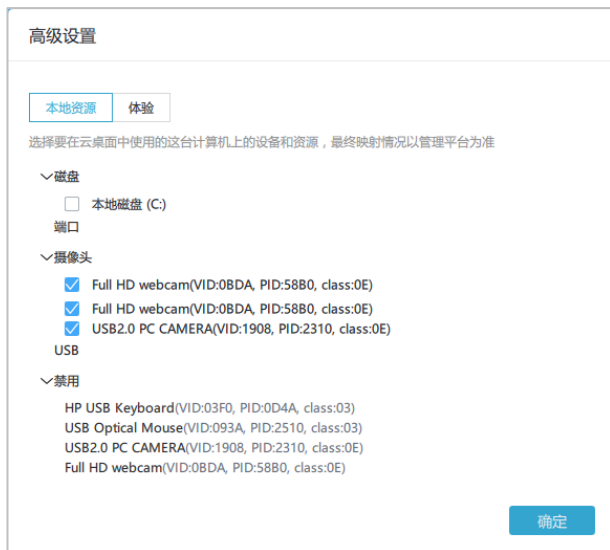 高级设置
本地资源 体验
选择要在云桌面中使用的这台计算机上的设备和资源，最终映射情况以管理平台为准
磁盘
本地磁盘 (C:)
端口
摄像头
Full HD webcam(VID:0BDA, PID:58B0, class:0E)
Full HD webcam(VID:0BDA, PID:58B0, class:0E)
USB2.0 PC CAMERA(VID:1908, PID:2310, class:0E)
USB
禁用
HP USB Keyboard(VID:03F0, PID:0D4A, class:03)
USB Optical Mouse(VID:093A, PID:2510, class:03)
USB2.0 PC CAMERA(VID:1908, PID:2310, class:0E)
Full HD webcam(VID:0BDA, PID:58B0, class:0E)
确定